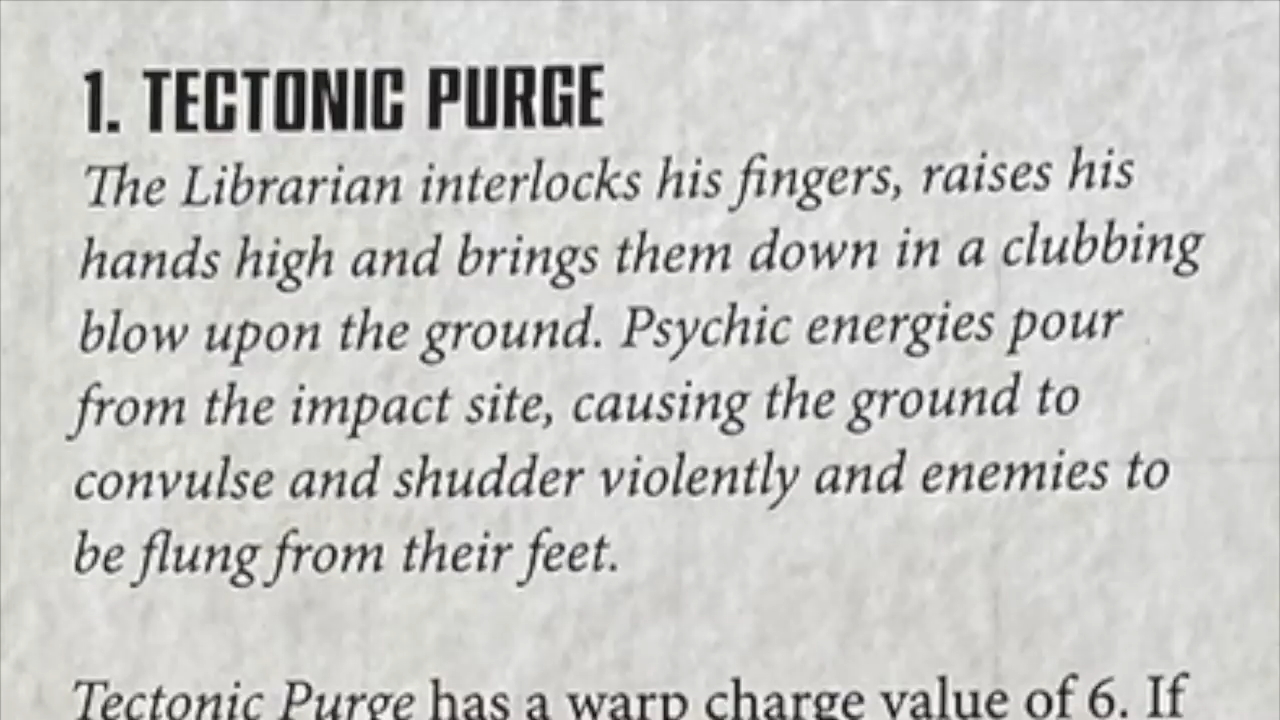 1. TECTONIC PURGE
The Librarian interlocks his fingers, raises his
hands high and brings them down in a clubbing
blow upon the ground. Psychic energies pour
from the impact site, causing the ground to
convulse and shudder violently and enemies to
be flung from their feet.
Tectonic Purge has a warp charge value of 6. If